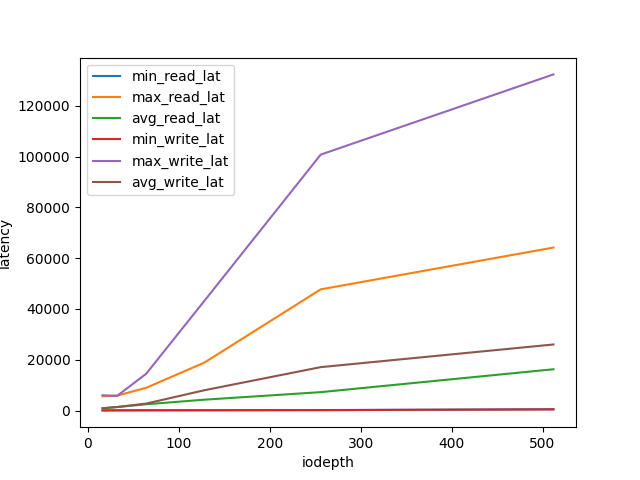 min_read_lat
max_read_lat
avg_read_lat
min_write_lat
max_write_lat
avg_write_lat
120000
100000
80000
60000
40000
20000
0
latency
0 100 200 300 400 500
iodepth